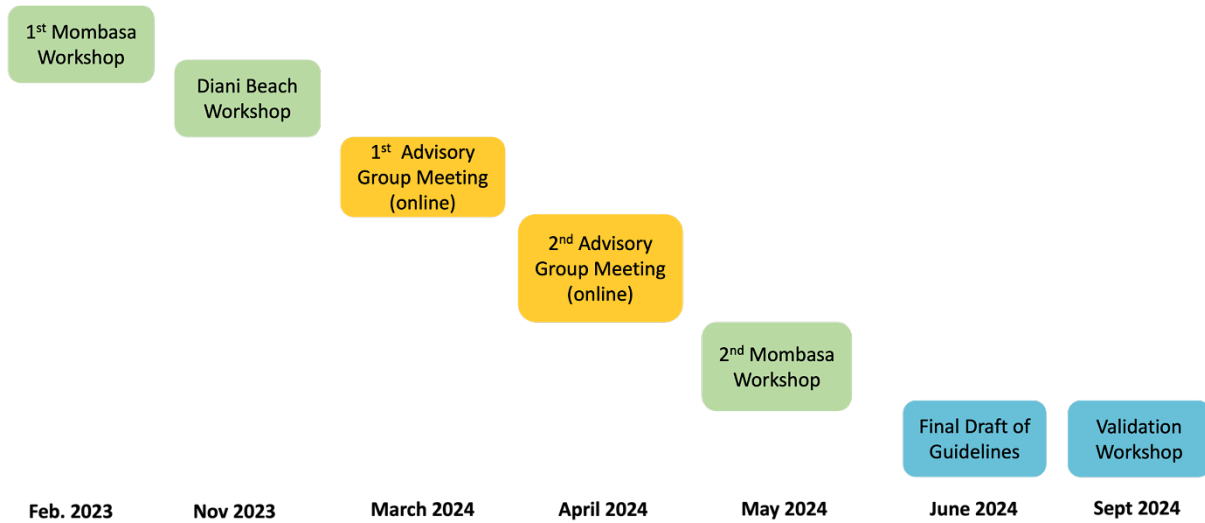 1st Mombasa
Workshop
Diani Beach
Workshop
1st Advisory
Group Meeting
(online)
2nd Advisory
Group Meeting
(online)
2nd Mombasa
Workshop
Final Draft of
Guidelines
Validation
Workshop
Feb. 2023
Nov 2023
March 2024
April 2024
May 2024
June 2024
Sept 2024